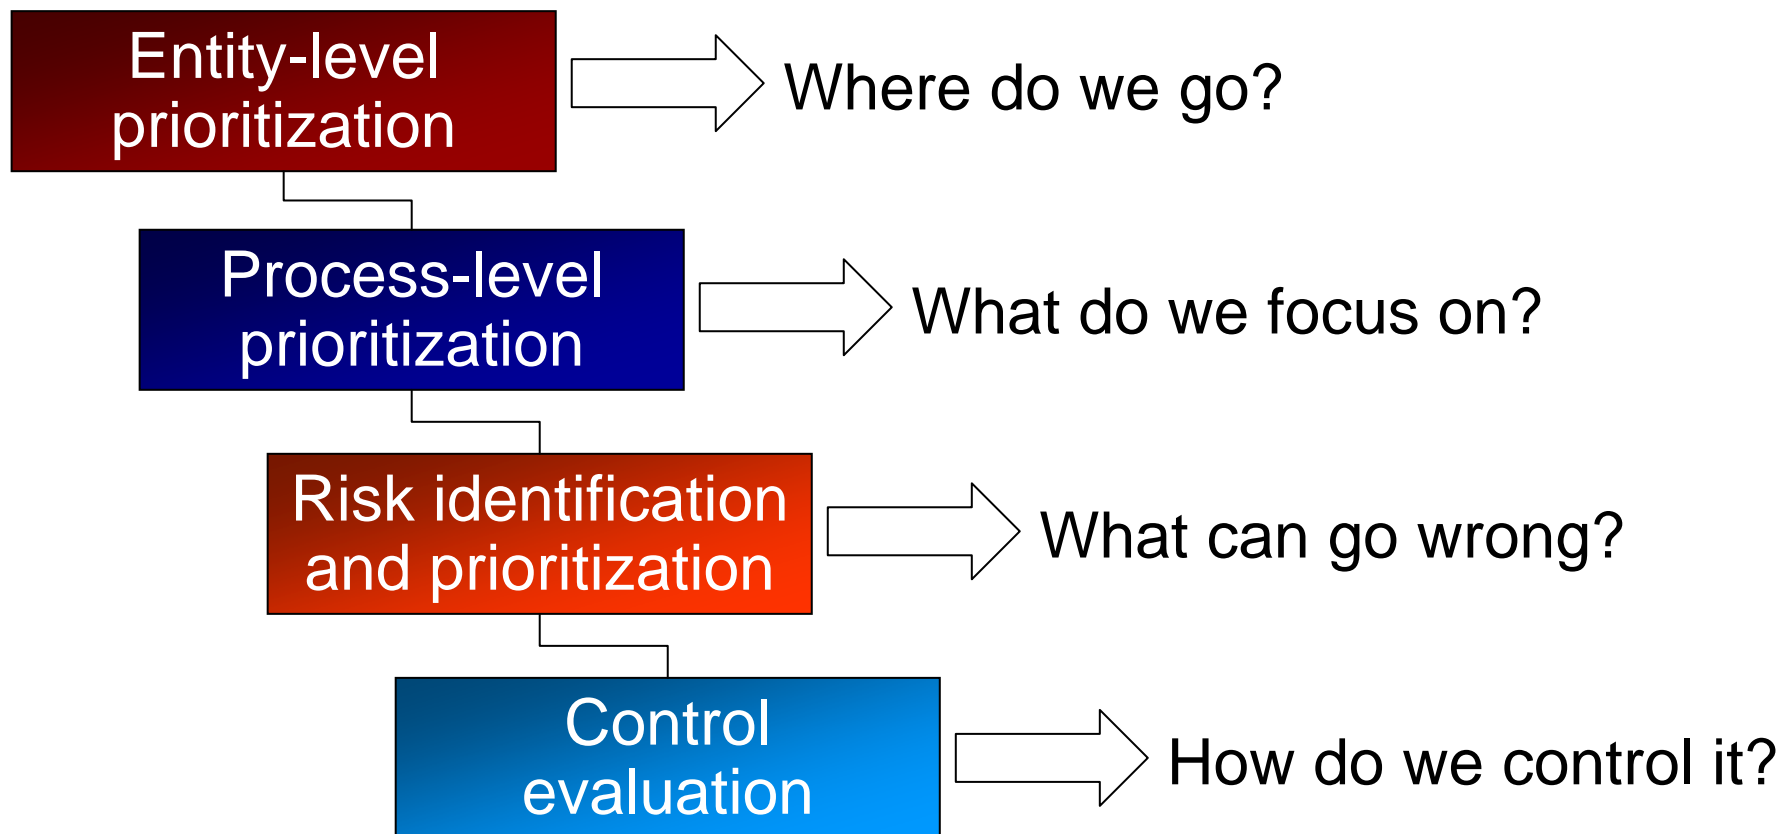 Entity-level
prioritization
Where do we go?
Process-level
prioritization
What do we focus on?
Risk identification
and prioritization
What can go wrong?
Control
evaluation
How do we control it?